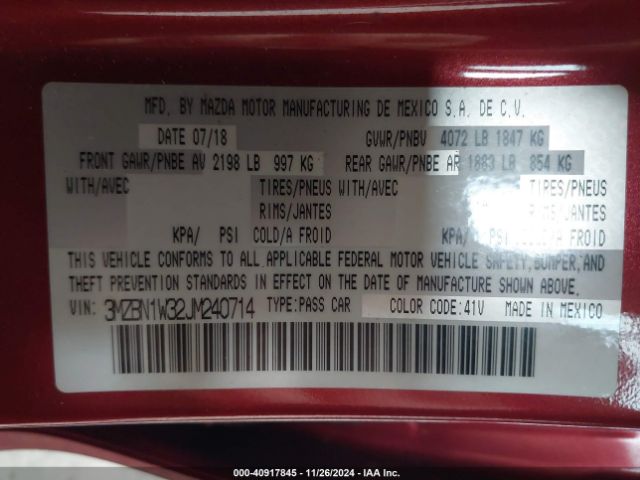 MFD. BY MAZDA MOTOR MANUFACTURING DE MEXICO S.A. DE C.V.
DATE 07/18 GVWR/PNBV 4072 LB 1847 KG
FRONT GAWR/PNBE AV 2198 LB 997 KG REAR GAWR/PNBE AR 1883 LB 854 KG
WITH/AVEC TIRES/PNEUS WITH/AVEC TIRES/PNEUS
RIMS/JANTES RIMS/JANTES
KPA/ PSI COLD/A FROID KPA/ PSI COLD/A FROID
THIS VEHICLE CONFORMS TO ALL APPLICABLE FEDERAL MOTOR VEHICLE SAFETY, BUMPER, AND
THEFT PREVENTION STANDARDS IN EFFECT ON THE DATE OF MANUFACTURE SHOWN ABOVE.
VIN: 3MZBN1W32JM240714 TYPE:PASS CAR COLOR CODE:41V MADE IN MEXICO
000-40917845 - 11/26/2024 - IAA Inc.